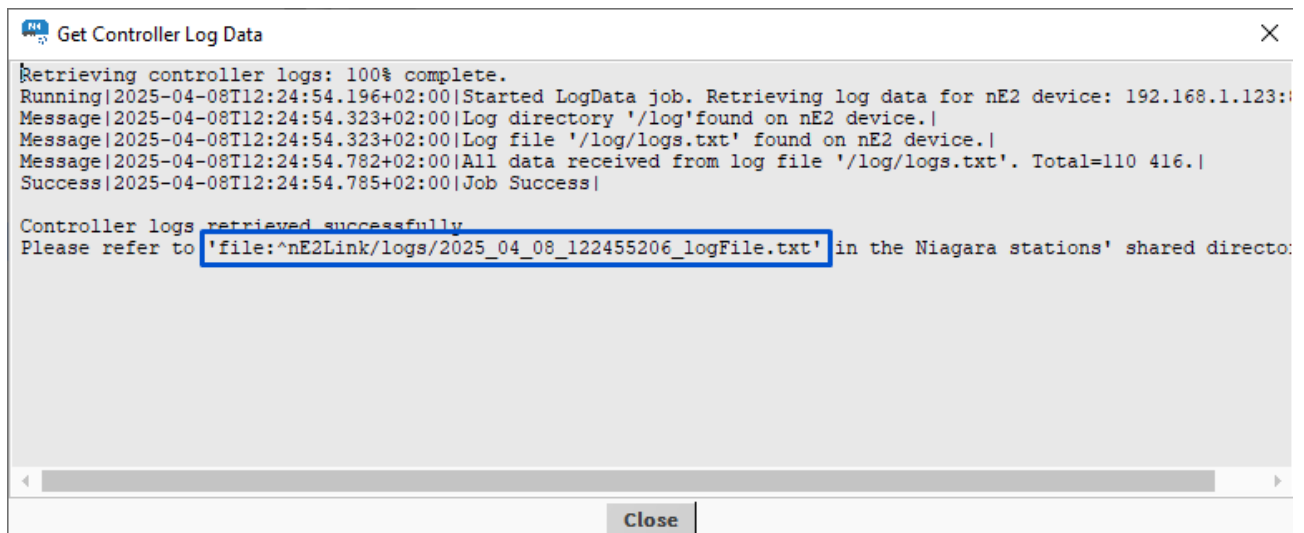 N4
Get Controller Log Data
Retrieving controller logs: 100% complete.
Running|2025-04-08T12:24:54.196+02:00|Started LogData job. Retrieving log data for nE2 device: 192.168.1.123:
Message|2025-04-08T12:24:54.323+02:00|Log directory '/log'found on nE2 device.|
Message|2025-04-08T12:24:54.323+02:00|Log file '/log/logs.txt' found on nE2 device.|
Message|2025-04-08T12:24:54.782+02:00|All data received from log file '/log/logs.txt'. Total=110 416.|
Success|2025-04-08T12:24:54.785+02:00|Job Success|
Controller logs retrieved successfully
Please refer to 'file:^nE2Link/logs/2025_04_08_122455206_logFile.txt' in the Niagara stations' shared directo
Close